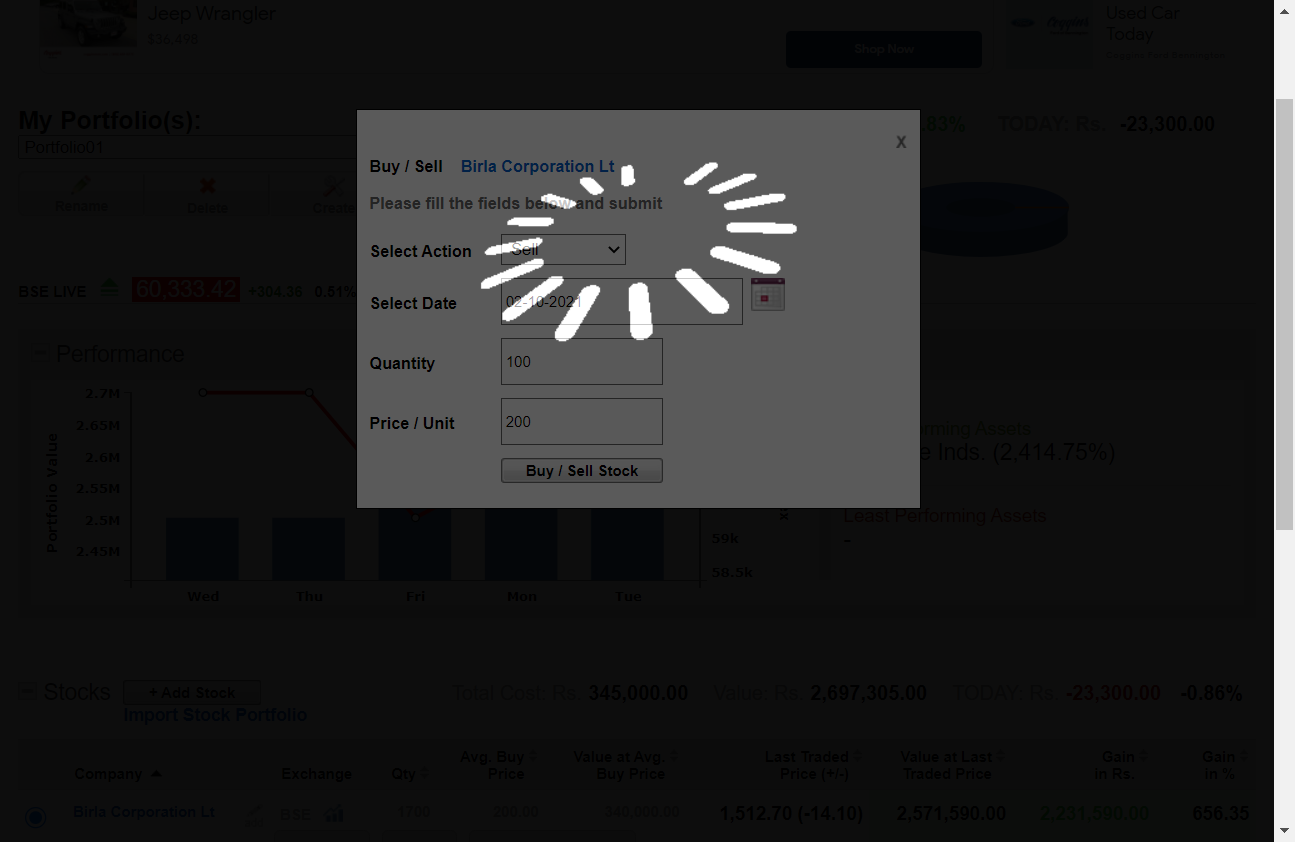 Jeep Wrangler
$36,498
Shop Now
Used Car
Today
My Portfolio(s):
.83% TODAY: Rs. -23,300.00
Portfolio01
Rename Delete Create
BSE LIVE 60,333.42 +304.36 0.51%
X
Buy / Sell Birla Corporation Lt
Please fill the fields below and submit
Select Action Sell
Select Date 02-10-2021
Quantity 100
Price / Unit 200
Buy / Sell Stock
Performance
2.7M
2.65M
2.6M
2.55M
2.5M
2.45M
Portfolio Value
Wed Thu Fri Mon Tue
59k
58.5k
Performing Assets
e Inds. (2,414.75%)
Least Performing Assets
-
Stocks + Add Stock Total Cost: Rs. 345,000.00 Value: Rs. 2,697,305.00 TODAY: Rs. -23,300.00 -0.86%
Import Stock Portfolio
Company Exchange Qty Avg. Buy Price Value at Avg. Buy Price Last Traded Price (+/-) Value at Last Traded Price Gain in Rs. Gain in %
Birla Corporation Lt BSE 1700 200.00 340,000.00 1,512.70 (-14.10) 2,571,590.00 2,231,590.00 656.35